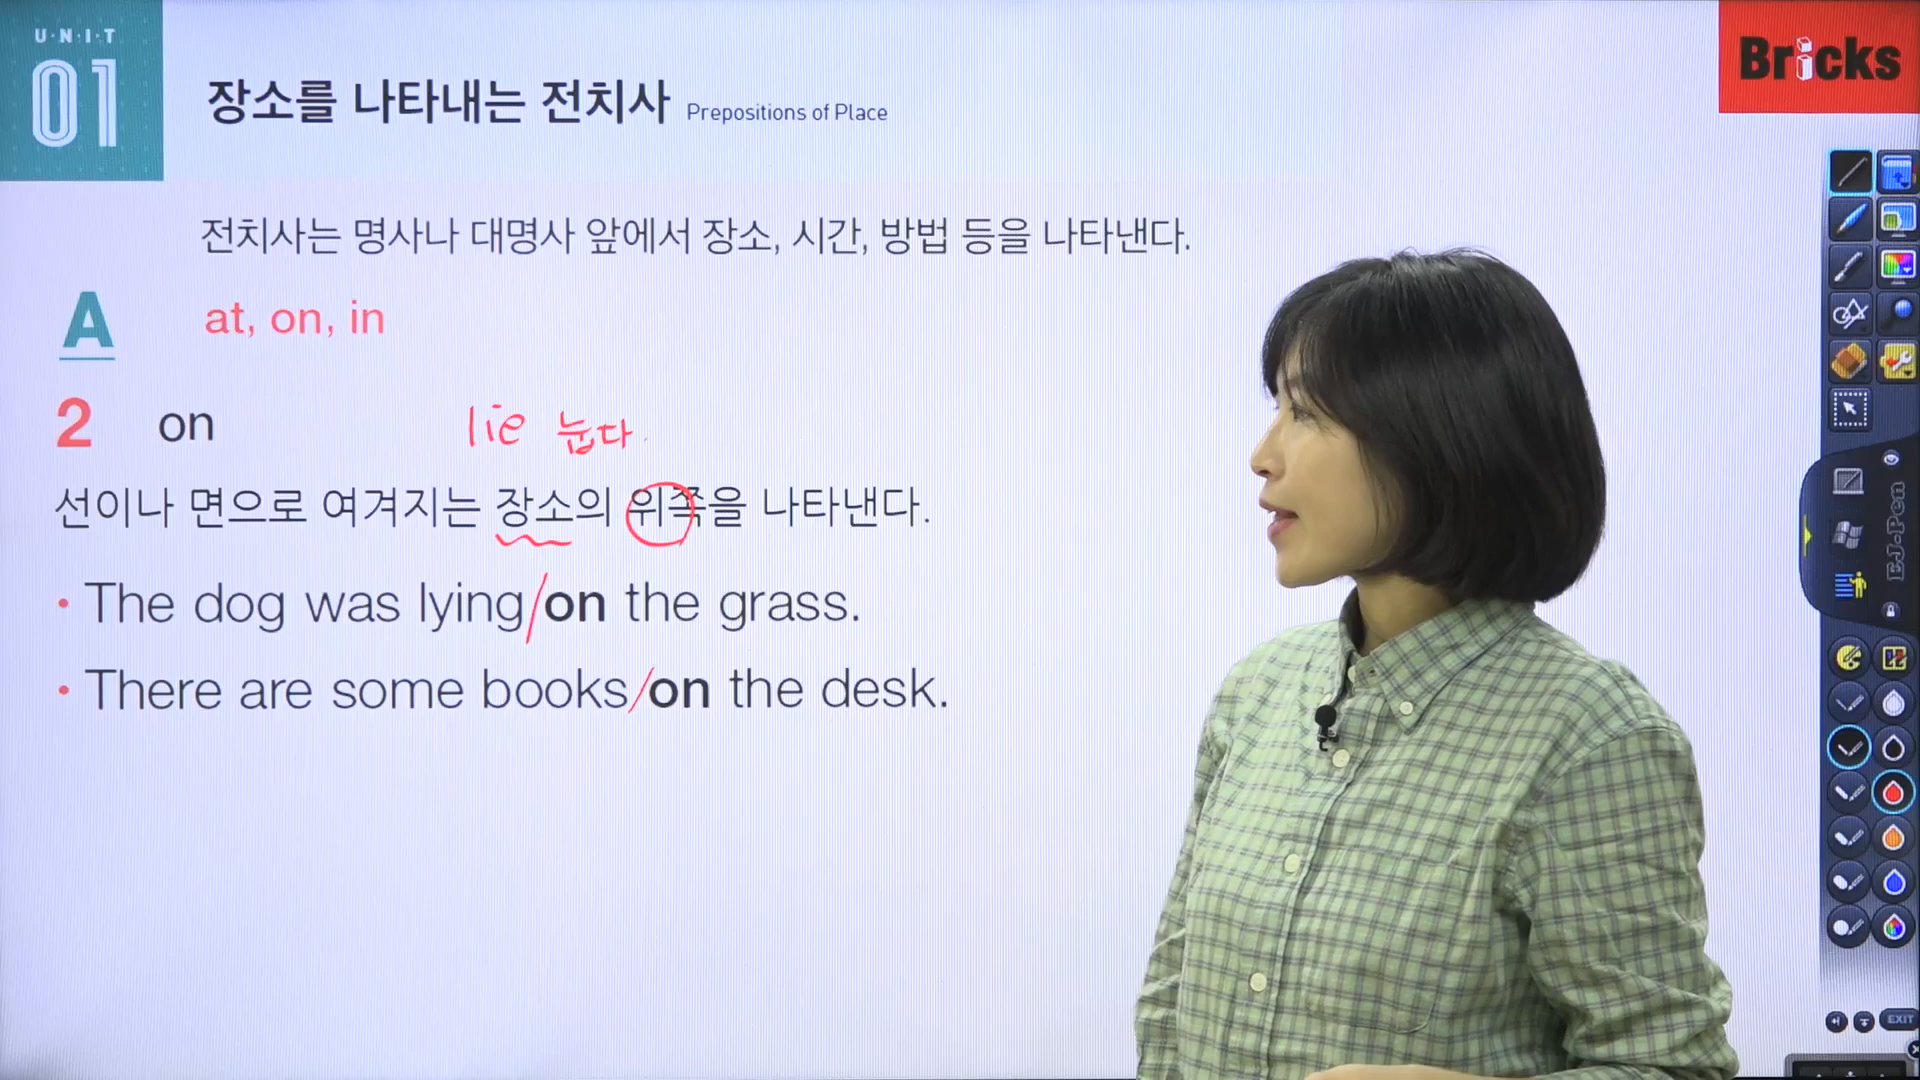 U·N·I·T
01
장소를 나타내는 전치사 Prepositions of Place
Bricks
전치사는 명사나 대명사 앞에서 장소, 시간, 방법 등을 나타낸다.
A at, on, in
2 on
lie 눕다.
선이나 면으로 여겨지는 장소의 위쪽을 나타낸다.
• The dog was lying/on the grass.
• There are some books/on the desk.
EJ-Pen
EXIT